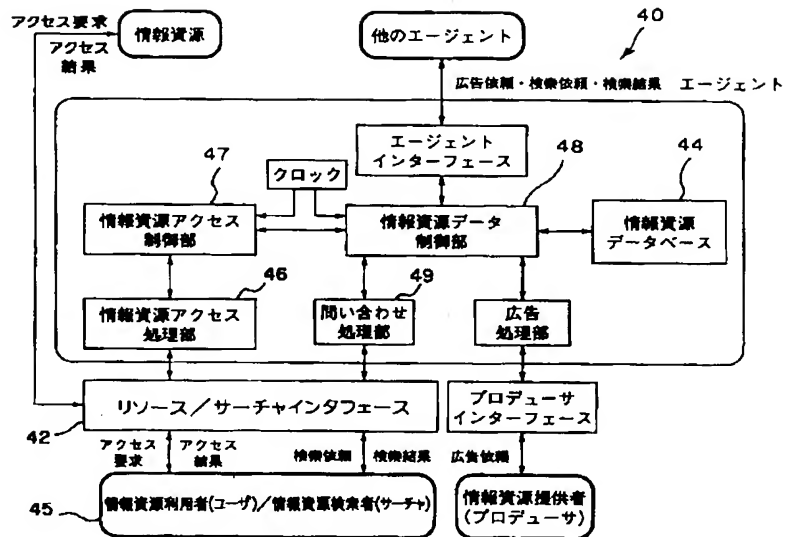 アクセス要求
アクセス
結果
情報資源
他のエージェント
40
広告依頼・検索依頼・検索結果
エージェント
エージェント
インターフェース
47
クロック
48
44
情報資源アクセス
制御部
情報資源データ
制御部
情報資源
データベース
46
49
情報資源アクセス
処理部
問い合わせ
処理部
広告
処理部
リソース/サーチャインタフェース
プロデューサ
インターフェース
42
アクセス
要求
アクセス
結果
検索依頼
検索結果
広告依頼
45
情報資源利用者(ユーザ)/情報資源検索者(サーチャ)
情報資源提供者
(プロデューサ)